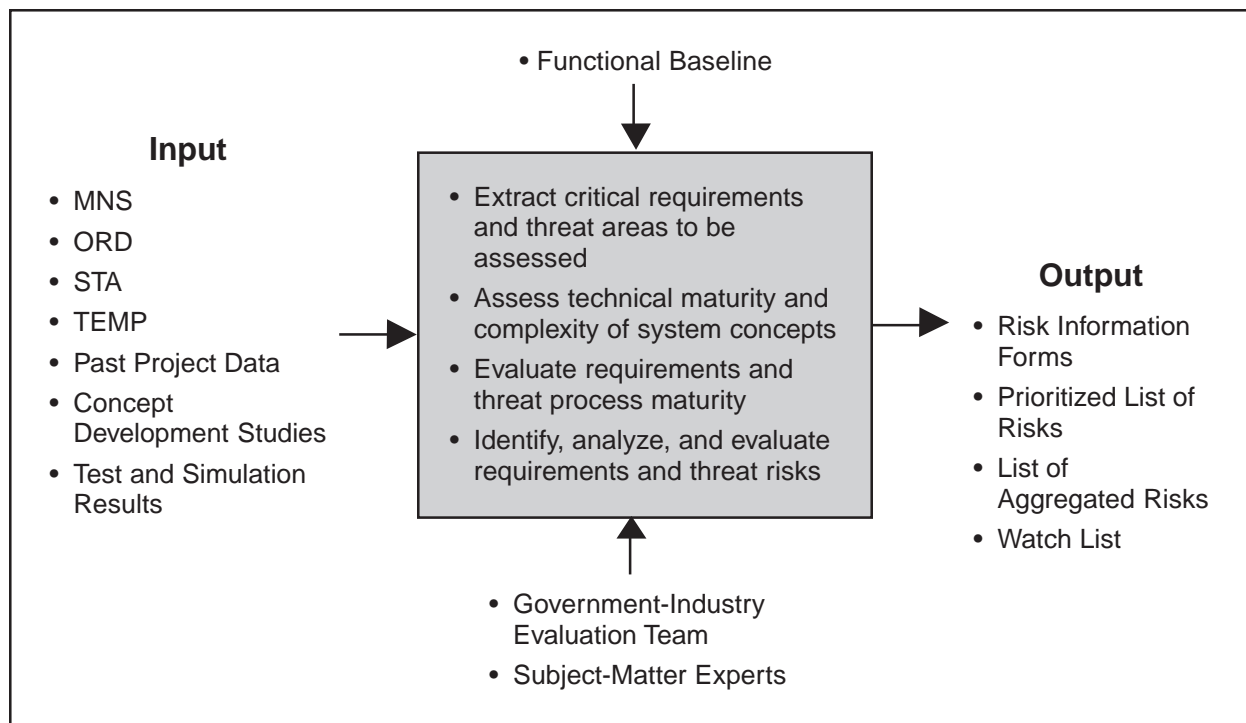 • Functional Baseline
Input
• MNS
• ORD
• STA
• TEMP
• Past Project Data
• Concept
Development Studies
• Test and Simulation
Results
• Extract critical requirements
and threat areas to be
assessed
• Assess technical maturity and
complexity of system concepts
• Evaluate requirements and
threat process maturity
• Identify, analyze, and evaluate
requirements and threat risks
Output
• Risk Information
Forms
• Prioritized List of
Risks
• List of
Aggregated Risks
• Watch List
• Government-Industry
Evaluation Team
• Subject-Matter Experts